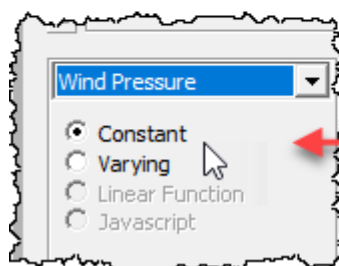 Wind Pressure
Constant
Varying
Linear Function
Javascript